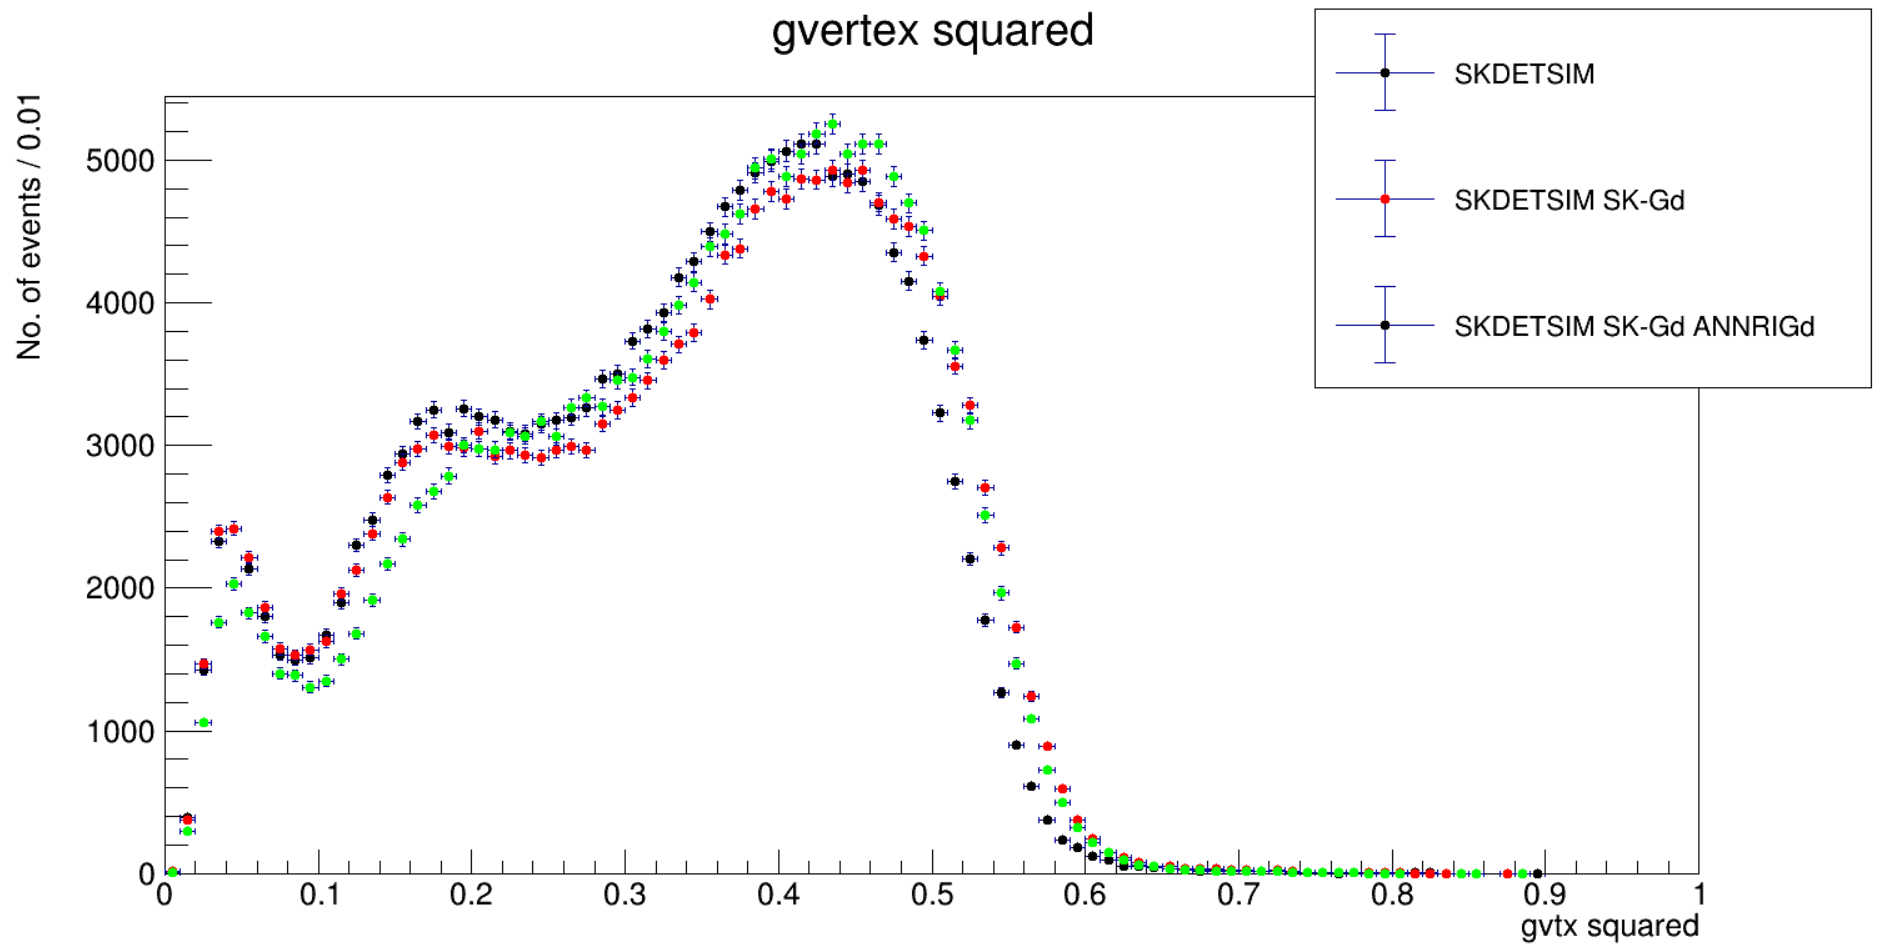 gvertex squared
SKDETSIM
SKDETSIM SK-Gd
SKDETSIM SK-Gd ANNRIGd
No. of events / 0.01
5000
4000
3000
2000
1000
0
0 0.1 0.2 0.3 0.4 0.5 0.6 0.7 0.8 0.9 1
gvtx squared